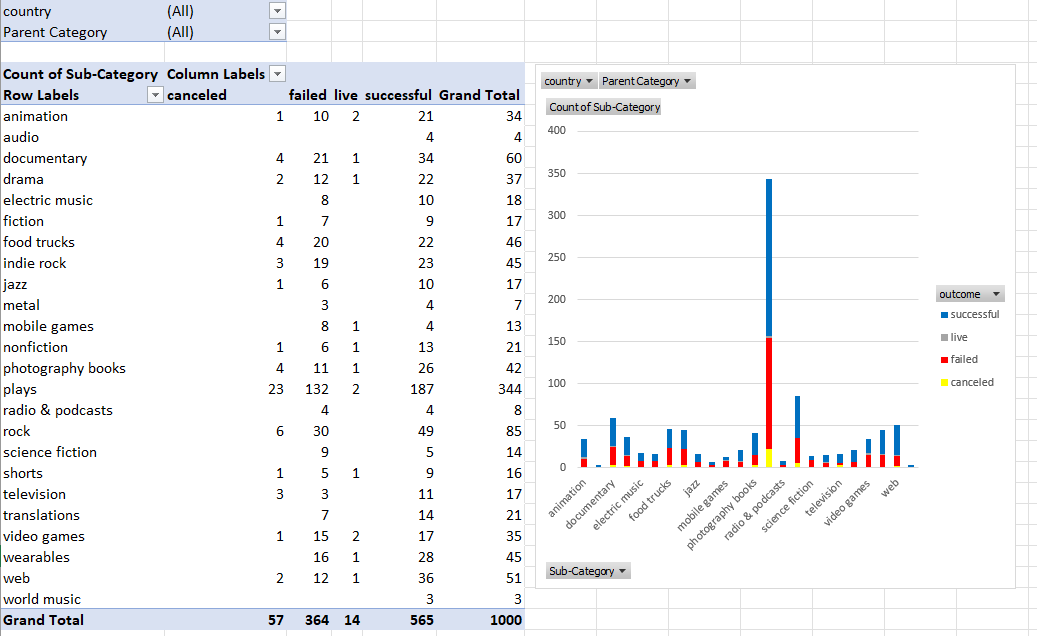 country (All)
Parent Category (All)
Count of Sub-Category Column Labels
Row Labels canceled failed live successful Grand Total
animation 1 10 2 21 34
audio 4 4
documentary 4 21 1 34 60
drama 2 12 1 22 37
electric music 8 10 18
fiction 1 7 9 17
food trucks 4 20 22 46
indie rock 3 19 23 45
jazz 1 6 10 17
metal 3 4 7
mobile games 8 1 4 13
nonfiction 1 6 1 13 21
photography books 4 11 1 26 42
plays 23 132 2 187 344
radio & podcasts 4 4 8
rock 6 30 49 85
science fiction 9 5 14
shorts 1 5 1 9 16
television 3 3 11 17
translations 7 14 21
video games 1 15 2 17 35
wearables 16 1 28 45
web 2 12 1 36 51
world music 3 3
Grand Total 57 364 14 565 1000
country Parent Category
Count of Sub-Category
400
350
300
250
200
150
100
50
0
animation
documentary
electric music
food trucks
jazz
mobile games
photography books
radio & podcasts
science fiction
television
video games
web
outcome
successful
live
failed
canceled
Sub-Category